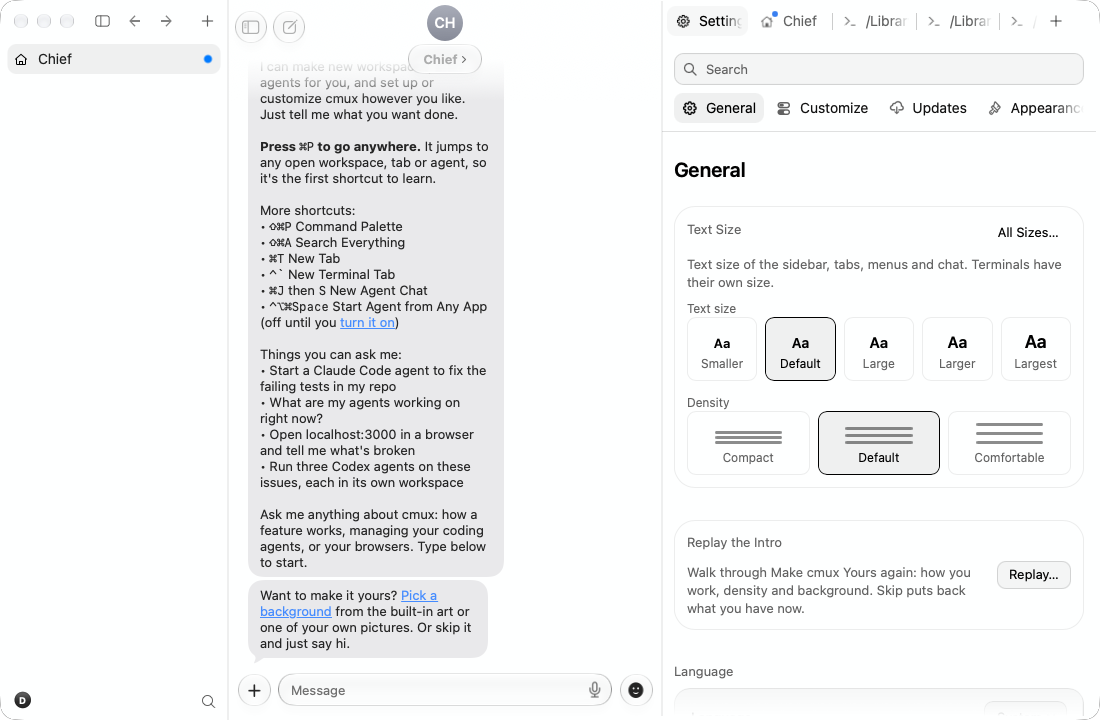 Chief
D
CH
Chief ›
I can make new workspac
agents for you, and set up or
customize cmux however you like.
Just tell me what you want done.
Press ⌘P to go anywhere. It jumps to
any open workspace, tab or agent, so
it's the first shortcut to learn.
More shortcuts:
• ⇧⌘P Command Palette
• ⇧⌘A Search Everything
• ⌘T New Tab
• ^` New Terminal Tab
• ⌘J then S New Agent Chat
• ^⌥⌘Space Start Agent from Any App
(off until you turn it on)
Things you can ask me:
• Start a Claude Code agent to fix the
failing tests in my repo
• What are my agents working on
right now?
• Open localhost:3000 in a browser
and tell me what's broken
• Run three Codex agents on these
issues, each in its own workspace
Ask me anything about cmux: how a
feature works, managing your coding
agents, or your browsers. Type below
to start.
Want to make it yours? Pick a
background from the built-in art or
one of your own pictures. Or skip it
and just say hi.
Message
Setting Chief /Librar /Librar /
Search
General Customize Updates Appearanc
General
Text Size
All Sizes...
Text size of the sidebar, tabs, menus and chat. Terminals have
their own size.
Text size
Aa Aa Aa Aa Aa
Smaller Default Large Larger Largest
Density
Compact Default Comfortable
Replay the Intro
Walk through Make cmux Yours again: how you
work, density and background. Skip puts back
what you have now.
Replay...
Language